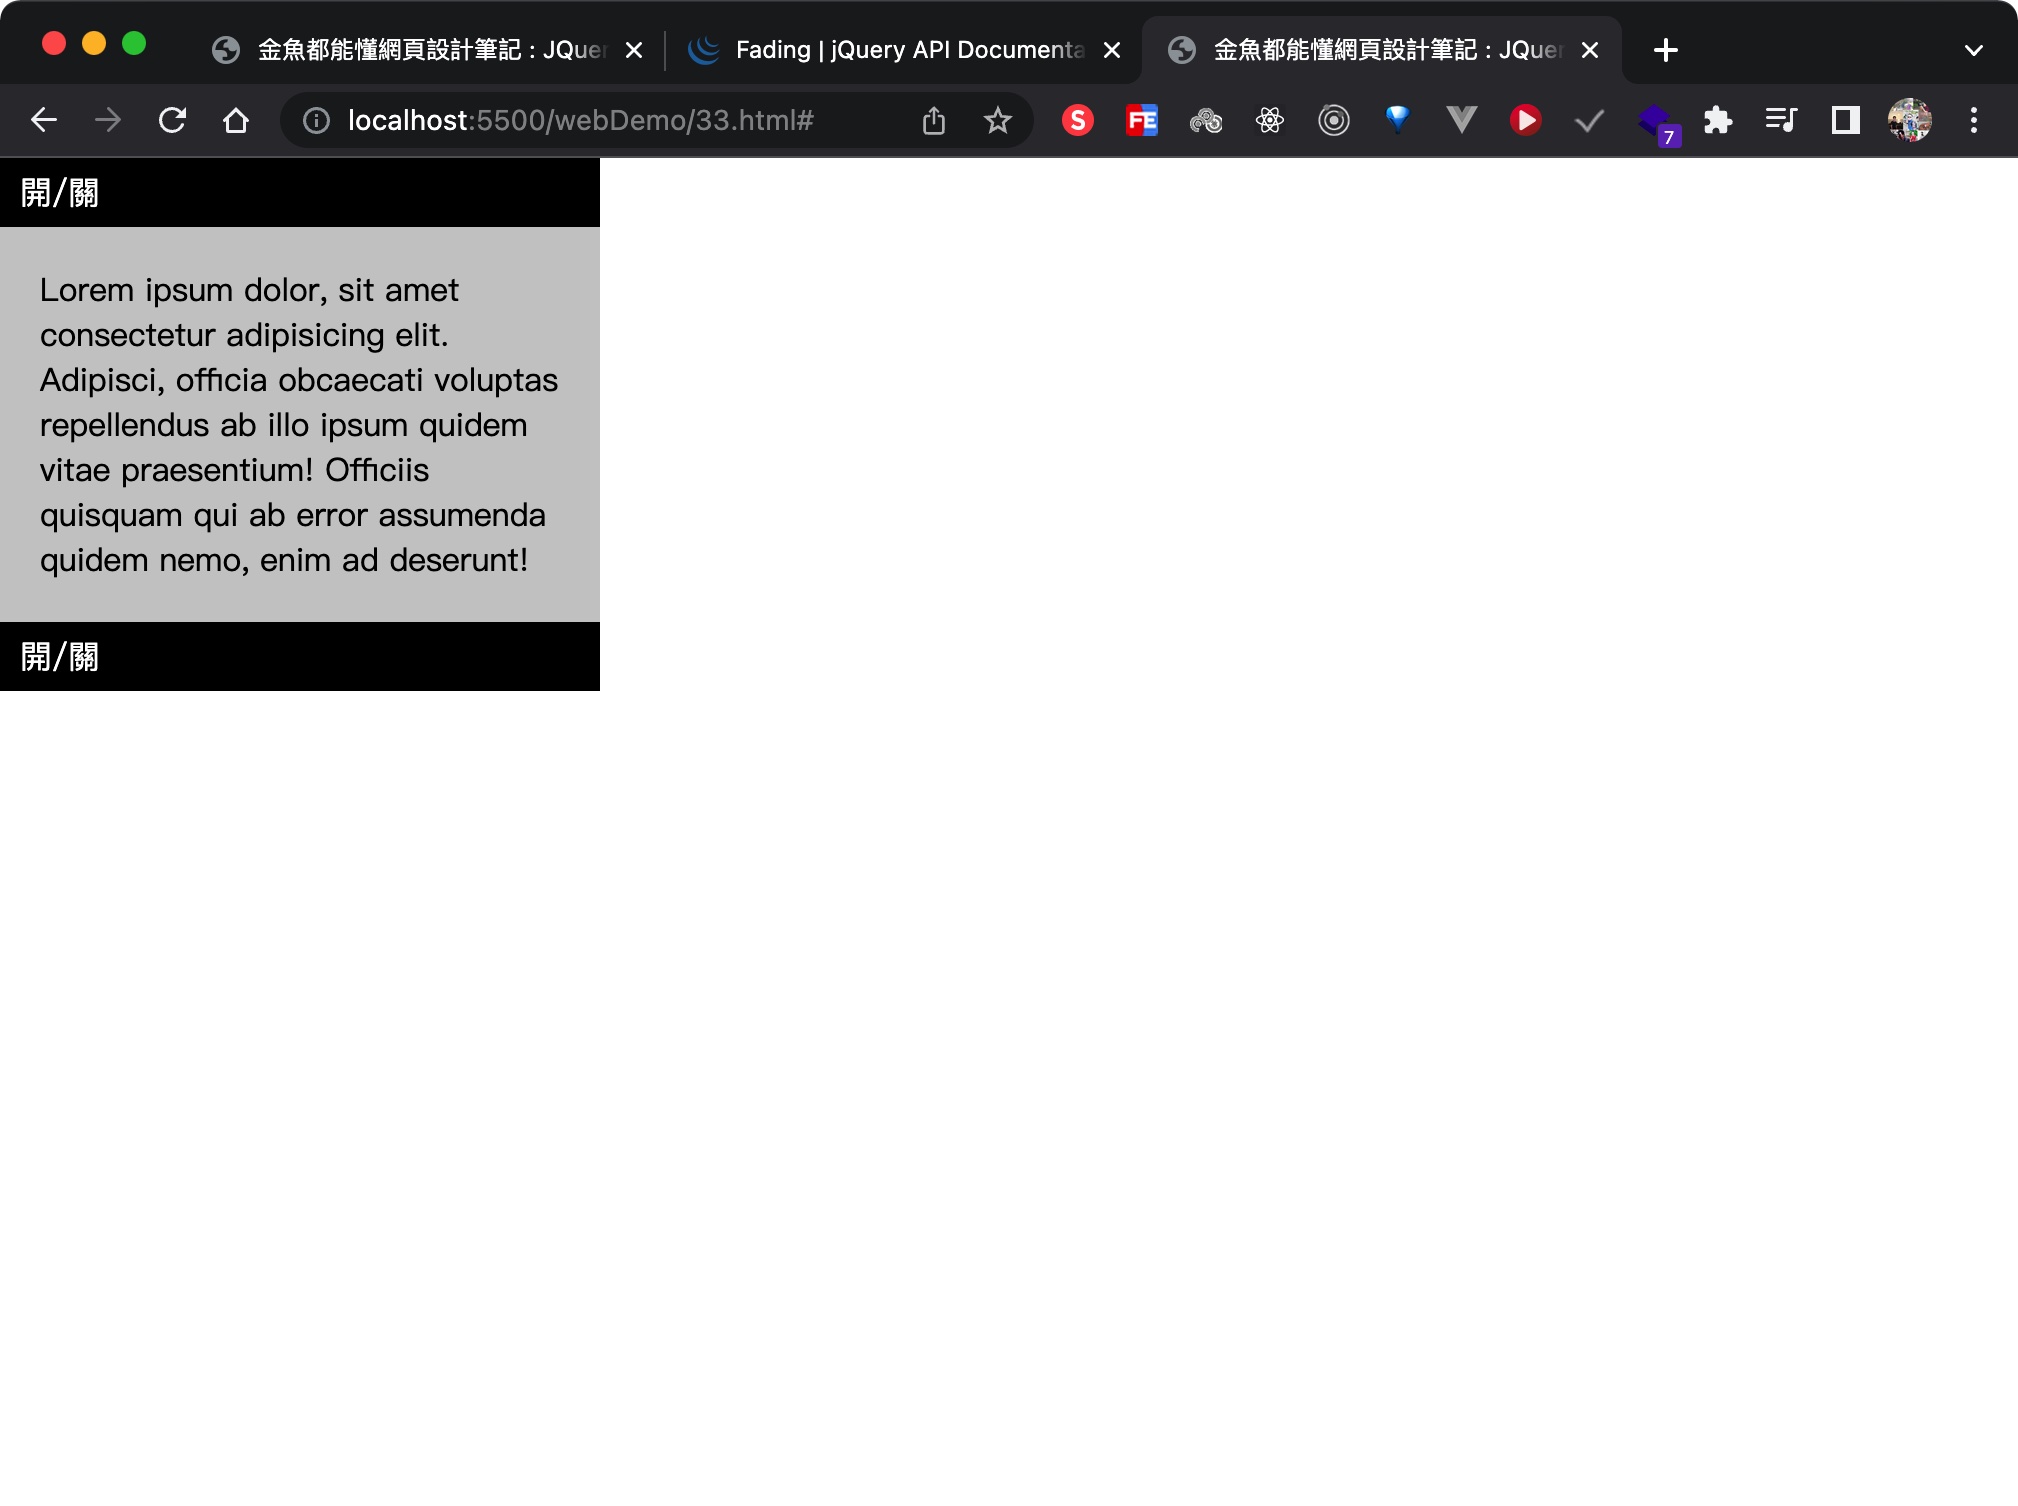 金魚都能懂網頁設計筆記 : JQuer
Fading | jQuery API Documenta
金魚都能懂網頁設計筆記 : JQuer
localhost:5500/webDemo/33.html#
S
FE
7
開/關
Lorem ipsum dolor, sit amet
consectetur adipisicing elit.
Adipisci, officia obcaecati voluptas
repellendus ab illo ipsum quidem
vitae praesentium! Officiis
quisquam qui ab error assumenda
quidem nemo, enim ad deserunt!
開/關